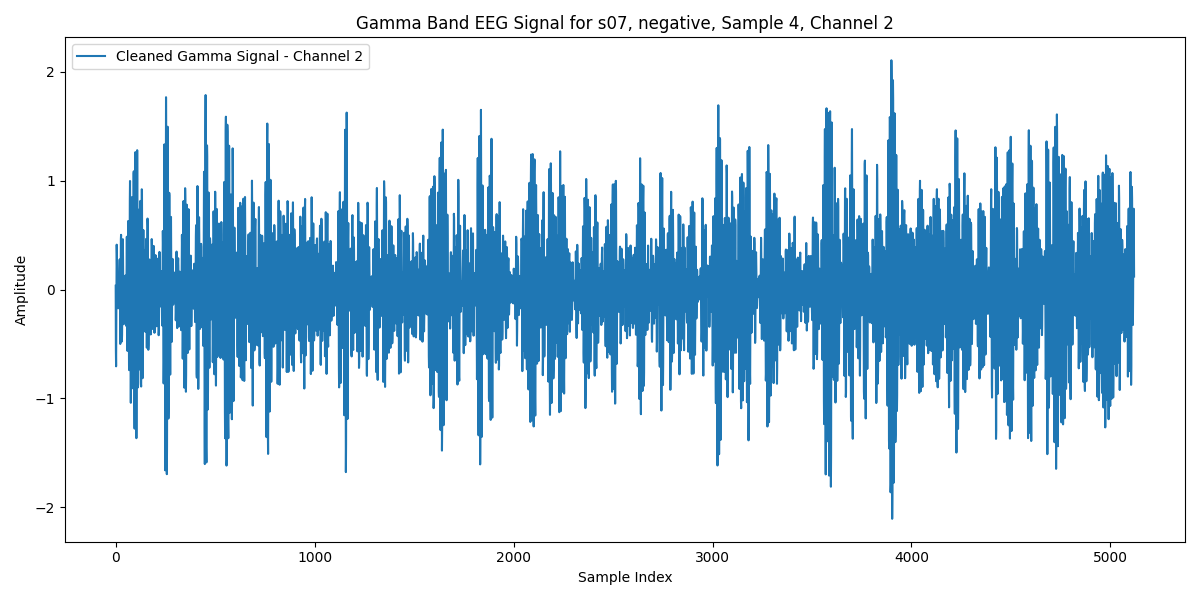 Gamma Band EEG Signal for s07, negative, Sample 4, Channel 2
Cleaned Gamma Signal - Channel 2
2
1
0
−1
−2
Amplitude
0 1000 2000 3000 4000 5000
Sample Index